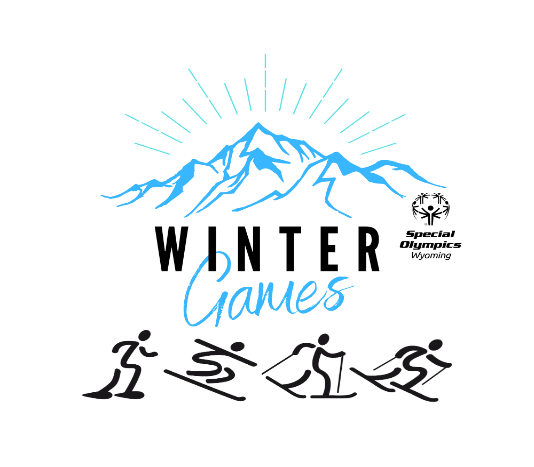 WINTER
Games
Special
Olympics
Wyoming